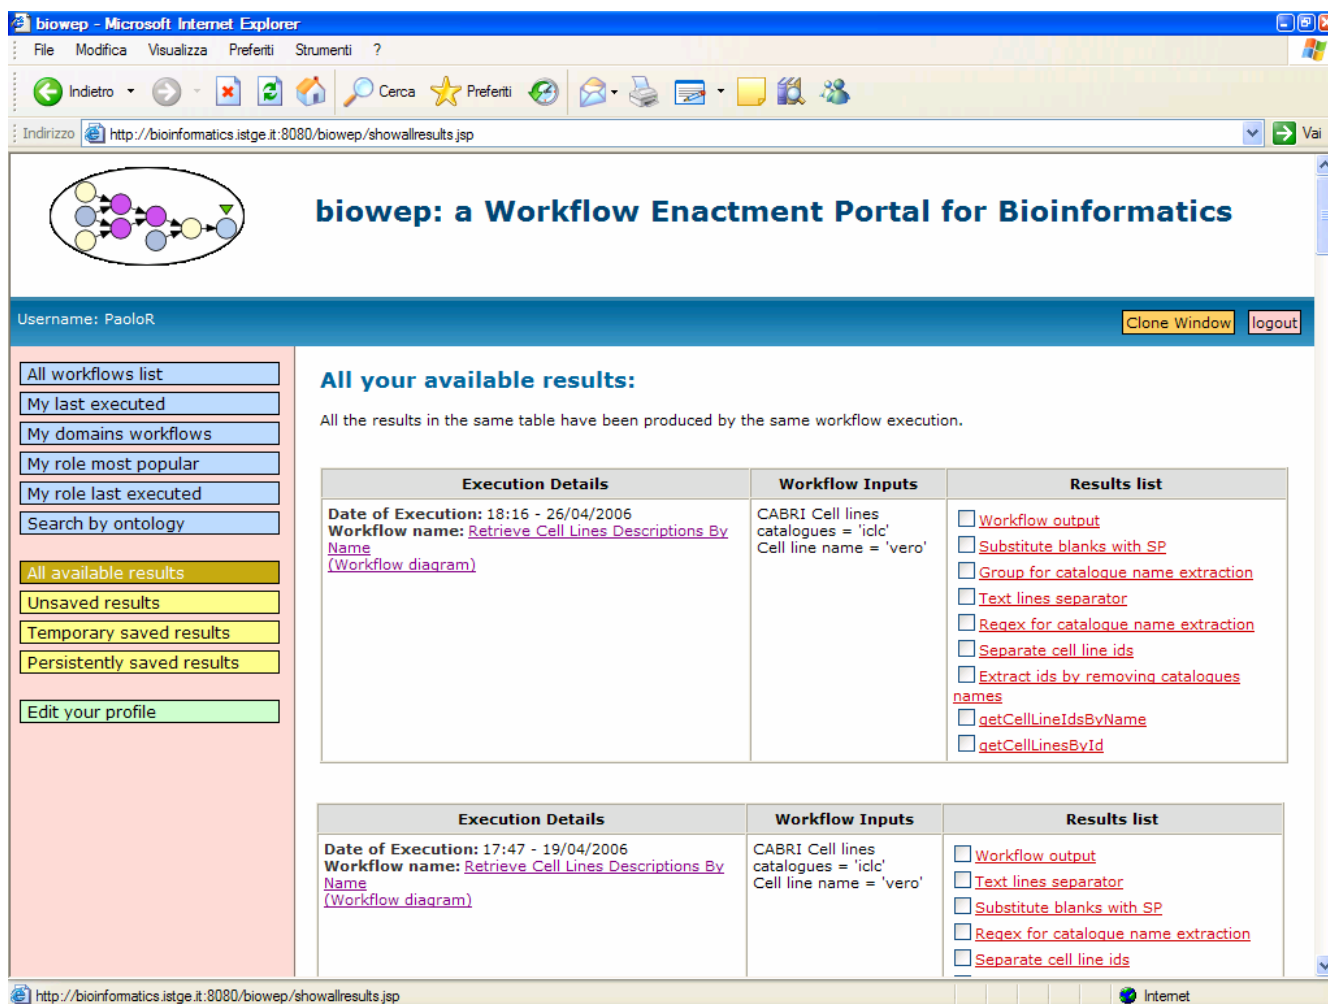 biowep - Microsoft Internet Explorer
File Modifica Visualizza Preferiti Strumenti ?
Indietro Cerca Preferiti
Indirizzo http://bioinformatics.istge.it:8080/biowep/showallresults.jsp Vai
biowep: a Workflow Enactment Portal for Bioinformatics
Username: PaoloR
Clone Window logout
All workflows list
My last executed
My domains workflows
My role most popular
My role last executed
Search by ontology
All available results
Unsaved results
Temporary saved results
Persistently saved results
Edit your profile
All your available results:
All the results in the same table have been produced by the same workflow execution.
Execution Details Workflow Inputs Results list
Date of Execution: 18:16 - 26/04/2006
Workflow name: Retrieve Cell Lines Descriptions By
Name
(Workflow diagram)
CABRI Cell lines
catalogues = 'iclc'
Cell line name = 'vero'
Workflow output
Substitute blanks with SP
Group for catalogue name extraction
Text lines separator
Regex for catalogue name extraction
Separate cell line ids
Extract ids by removing catalogues
names
getCellLineIdsByName
getCellLinesById
Execution Details Workflow Inputs Results list
Date of Execution: 17:47 - 19/04/2006
Workflow name: Retrieve Cell Lines Descriptions By
Name
(Workflow diagram)
CABRI Cell lines
catalogues = 'iclc'
Cell line name = 'vero'
Workflow output
Text lines separator
Substitute blanks with SP
Regex for catalogue name extraction
Separate cell line ids
http://bioinformatics.istge.it:8080/biowep/showallresults.jsp Internet